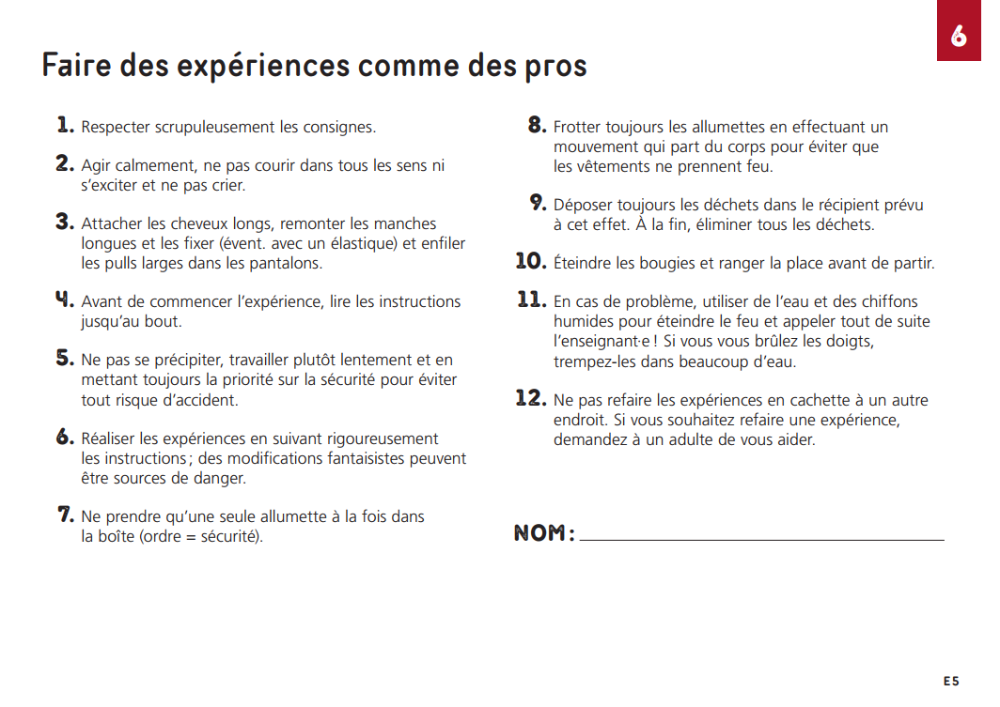 6
Faire des expériences comme des pros
1. Respecter scrupuleusement les consignes.
2. Agir calmement, ne pas courir dans tous les sens ni
s’exciter et ne pas crier.
3. Attacher les cheveux longs, remonter les manches
longues et les fixer (évent. avec un élastique) et enfiler
les pulls larges dans les pantalons.
4. Avant de commencer l’expérience, lire les instructions
jusqu’au bout.
5. Ne pas se précipiter, travailler plutôt lentement et en
mettant toujours la priorité sur la sécurité pour éviter
tout risque d’accident.
6. Réaliser les expériences en suivant rigoureusement
les instructions ; des modifications fantaisistes peuvent
être sources de danger.
7. Ne prendre qu’une seule allumette à la fois dans
la boîte (ordre = sécurité).
8. Frotter toujours les allumettes en effectuant un
mouvement qui part du corps pour éviter que
les vêtements ne prennent feu.
9. Déposer toujours les déchets dans le récipient prévu
à cet effet. À la fin, éliminer tous les déchets.
10. Éteindre les bougies et ranger la place avant de partir.
11. En cas de problème, utiliser de l’eau et des chiffons
humides pour éteindre le feu et appeler tout de suite
l’enseignant·e ! Si vous vous brûlez les doigts,
trempez-les dans beaucoup d’eau.
12. Ne pas refaire les expériences en cachette à un autre
endroit. Si vous souhaitez refaire une expérience,
demandez à un adulte de vous aider.
NOM :
E5